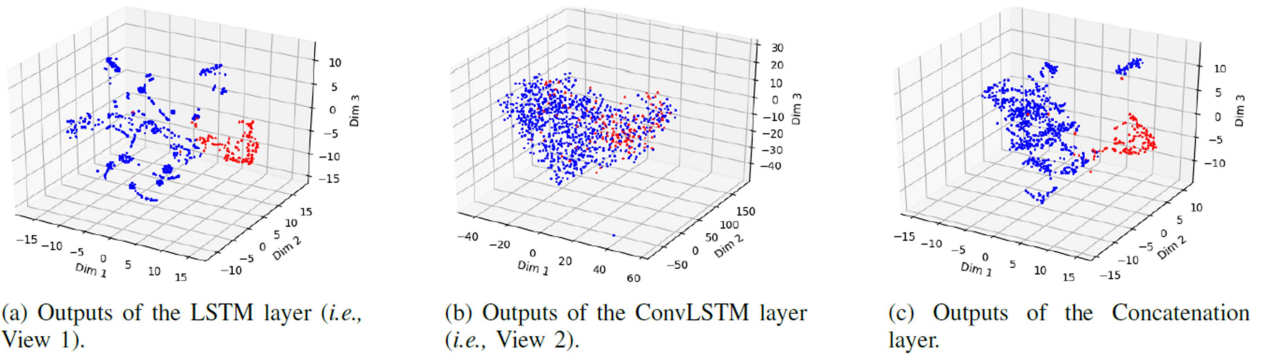 10
5
0
−5
−10
−15
Dim 3
15
10
5
0
−5
−10
Dim 2
−15 −10 −5 0 5 10 15
Dim 1
30
20
10
0
−10
−20
−30
−40
Dim 3
150
100
50
0
−50
Dim 2
−40 −20 0 20 40 60
Dim 1
10
5
0
−5
−10
Dim 3
10
5
0
−5
−10
−15
Dim 2
−15 −10 −5 0 5 10 15
Dim 1
(a) Outputs of the LSTM layer (i.e.,
View 1).
(b) Outputs of the ConvLSTM layer
(i.e., View 2).
(c) Outputs of the Concatenation
layer.